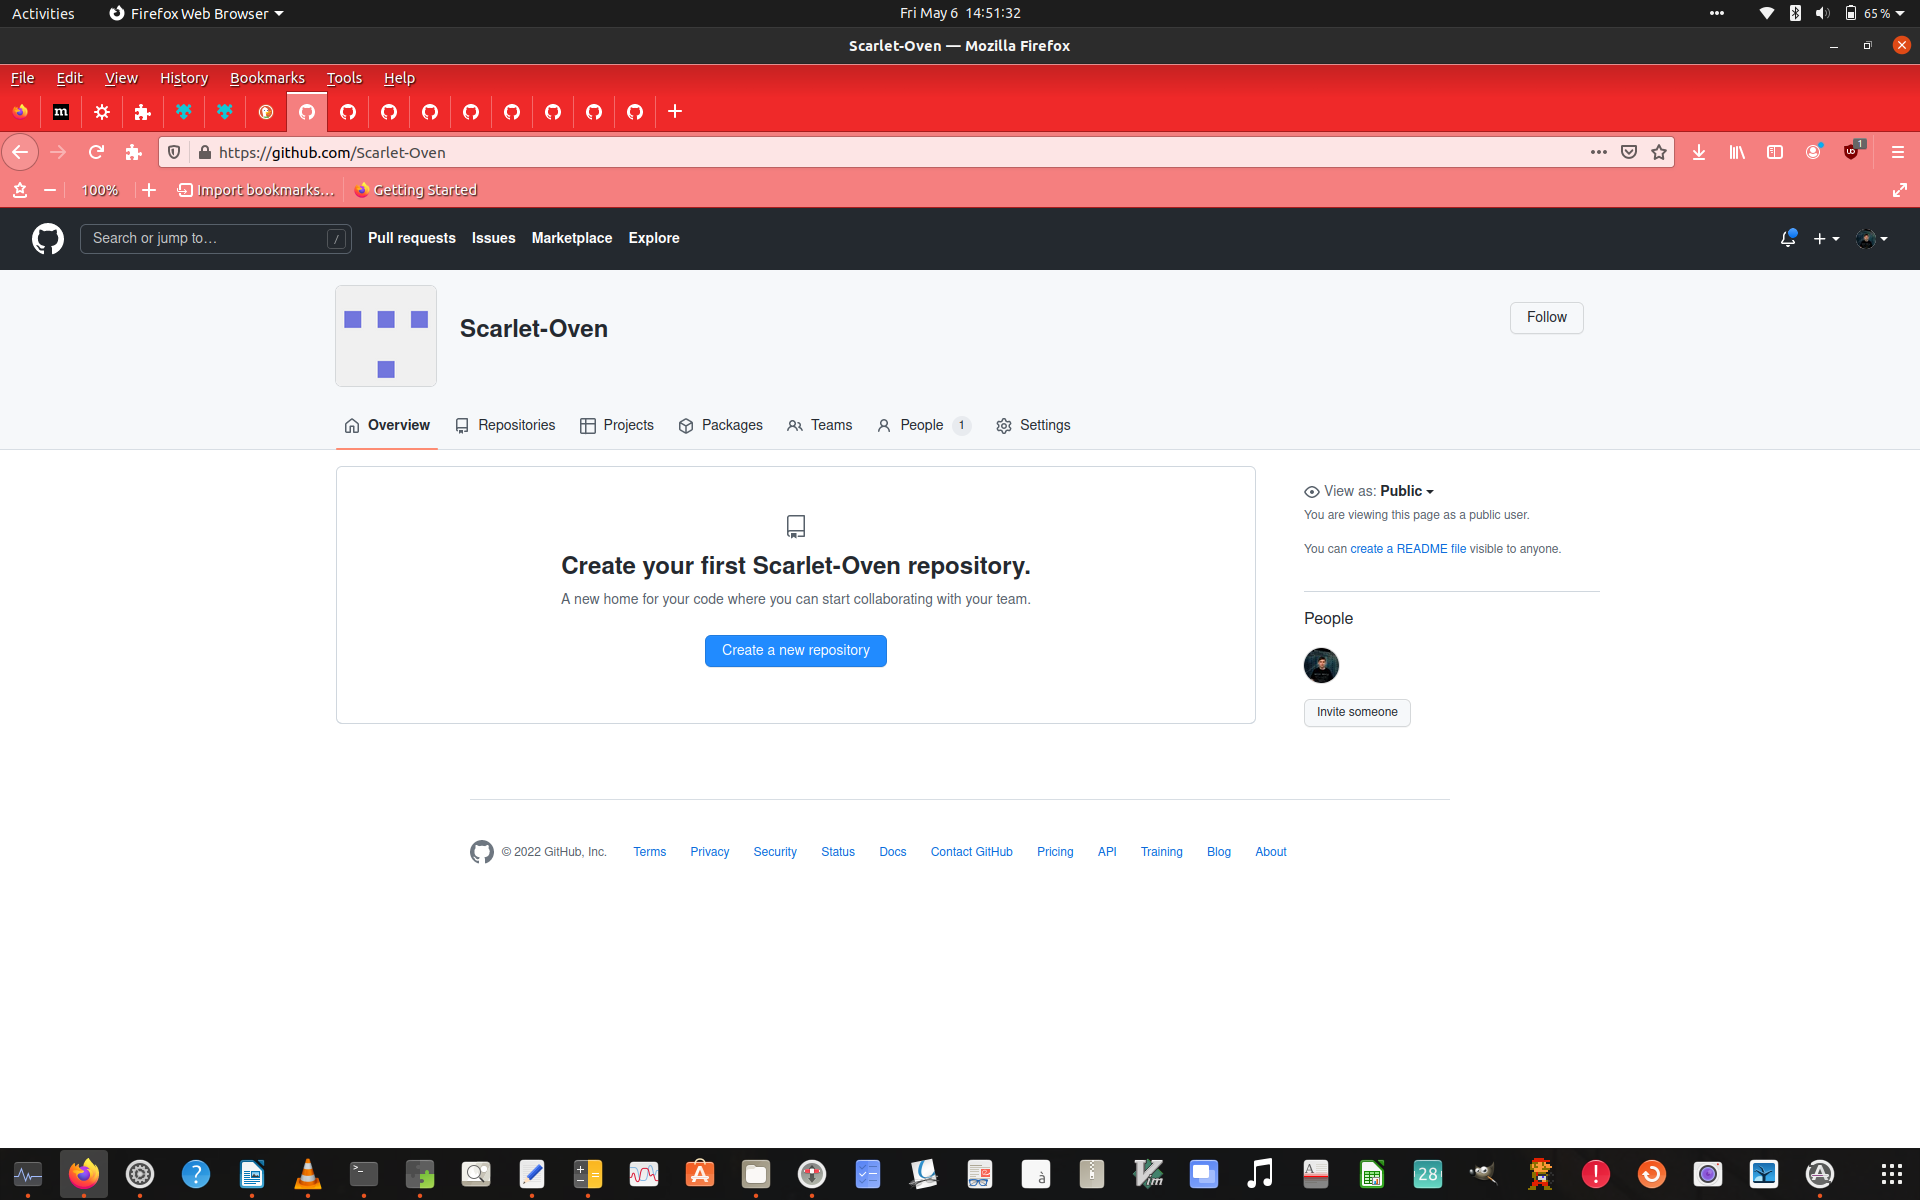 Activities Firefox Web Browser Fri May 6 14:51:32 65 %
Scarlet-Oven — Mozilla Firefox
File Edit View History Bookmarks Tools Help
m
https://github.com/Scarlet-Oven 1
100% Import bookmarks… Getting Started
Search or jump to… / Pull requests Issues Marketplace Explore
Scarlet-Oven
Follow
Overview Repositories Projects Packages Teams People 1 Settings
View as: Public
You are viewing this page as a public user.
You can create a README file visible to anyone.
Create your first Scarlet-Oven repository.
A new home for your code where you can start collaborating with your team.
Create a new repository
People
Invite someone
© 2022 GitHub, Inc. Terms Privacy Security Status Docs Contact GitHub Pricing API Training Blog About
? >_ à Vim A 28 !